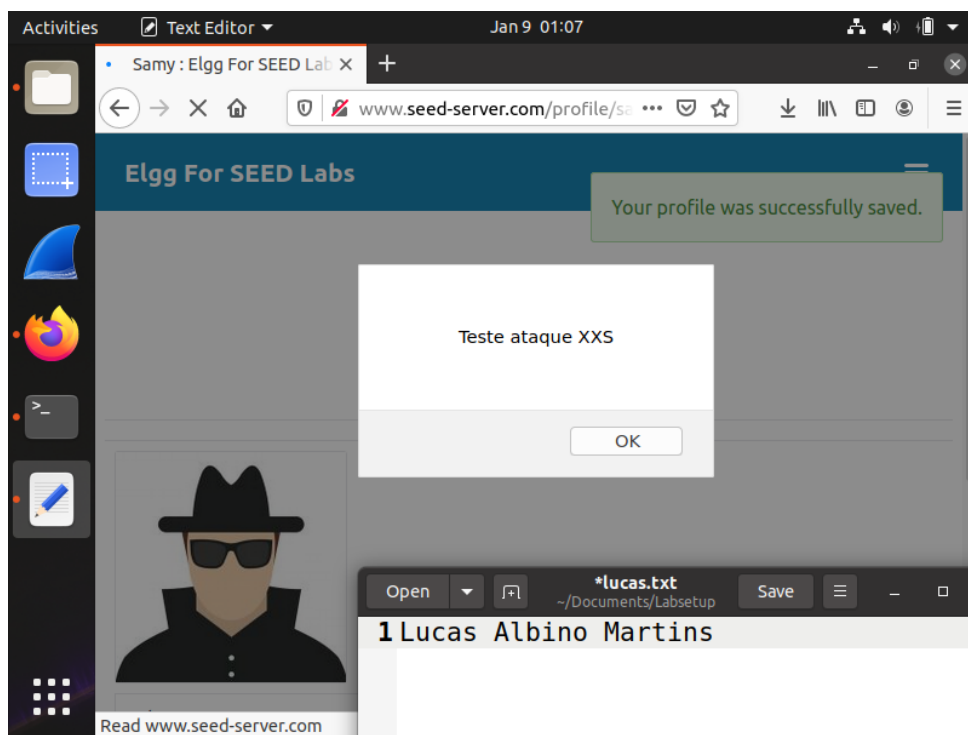 Activities Text Editor Jan 9 01:07
Samy : Elgg For SEED Lab
www.seed-server.com/profile/sa
Elgg For SEED Labs
Your profile was successfully saved.
Teste ataque XXS
OK
Open *lucas.txt Save
~/Documents/Labsetup
1 Lucas Albino Martins
Read www.seed-server.com